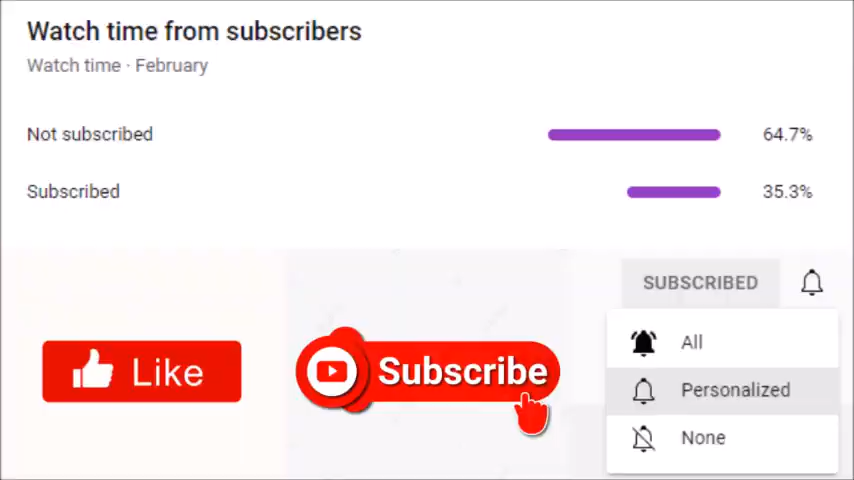 Watch time from subscribers
Watch time · February
Not subscribed 64.7%
Subscribed 35.3%
SUBSCRIBED
All
Like
Subscribe
Personalized
None